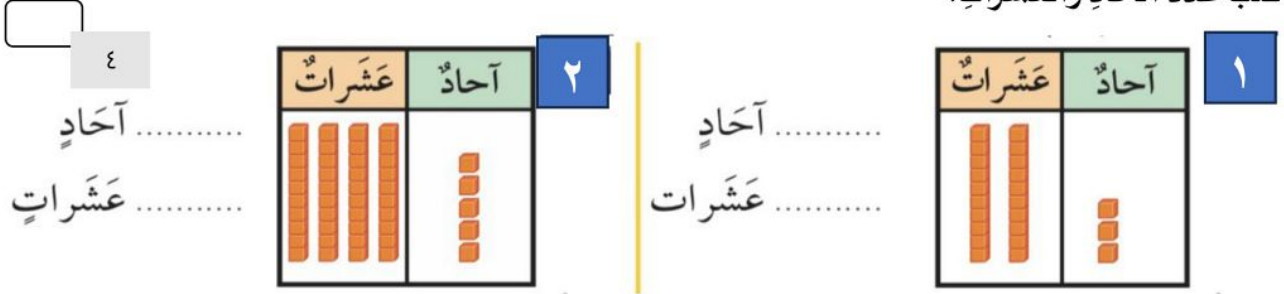 ١
آحادٌ عَشَراتٌ
........... آحَادٍ
........... عَشَرات
٢
آحادٌ عَشَراتٌ
٤
........... آحَادٍ
........... عَشَراتٍ